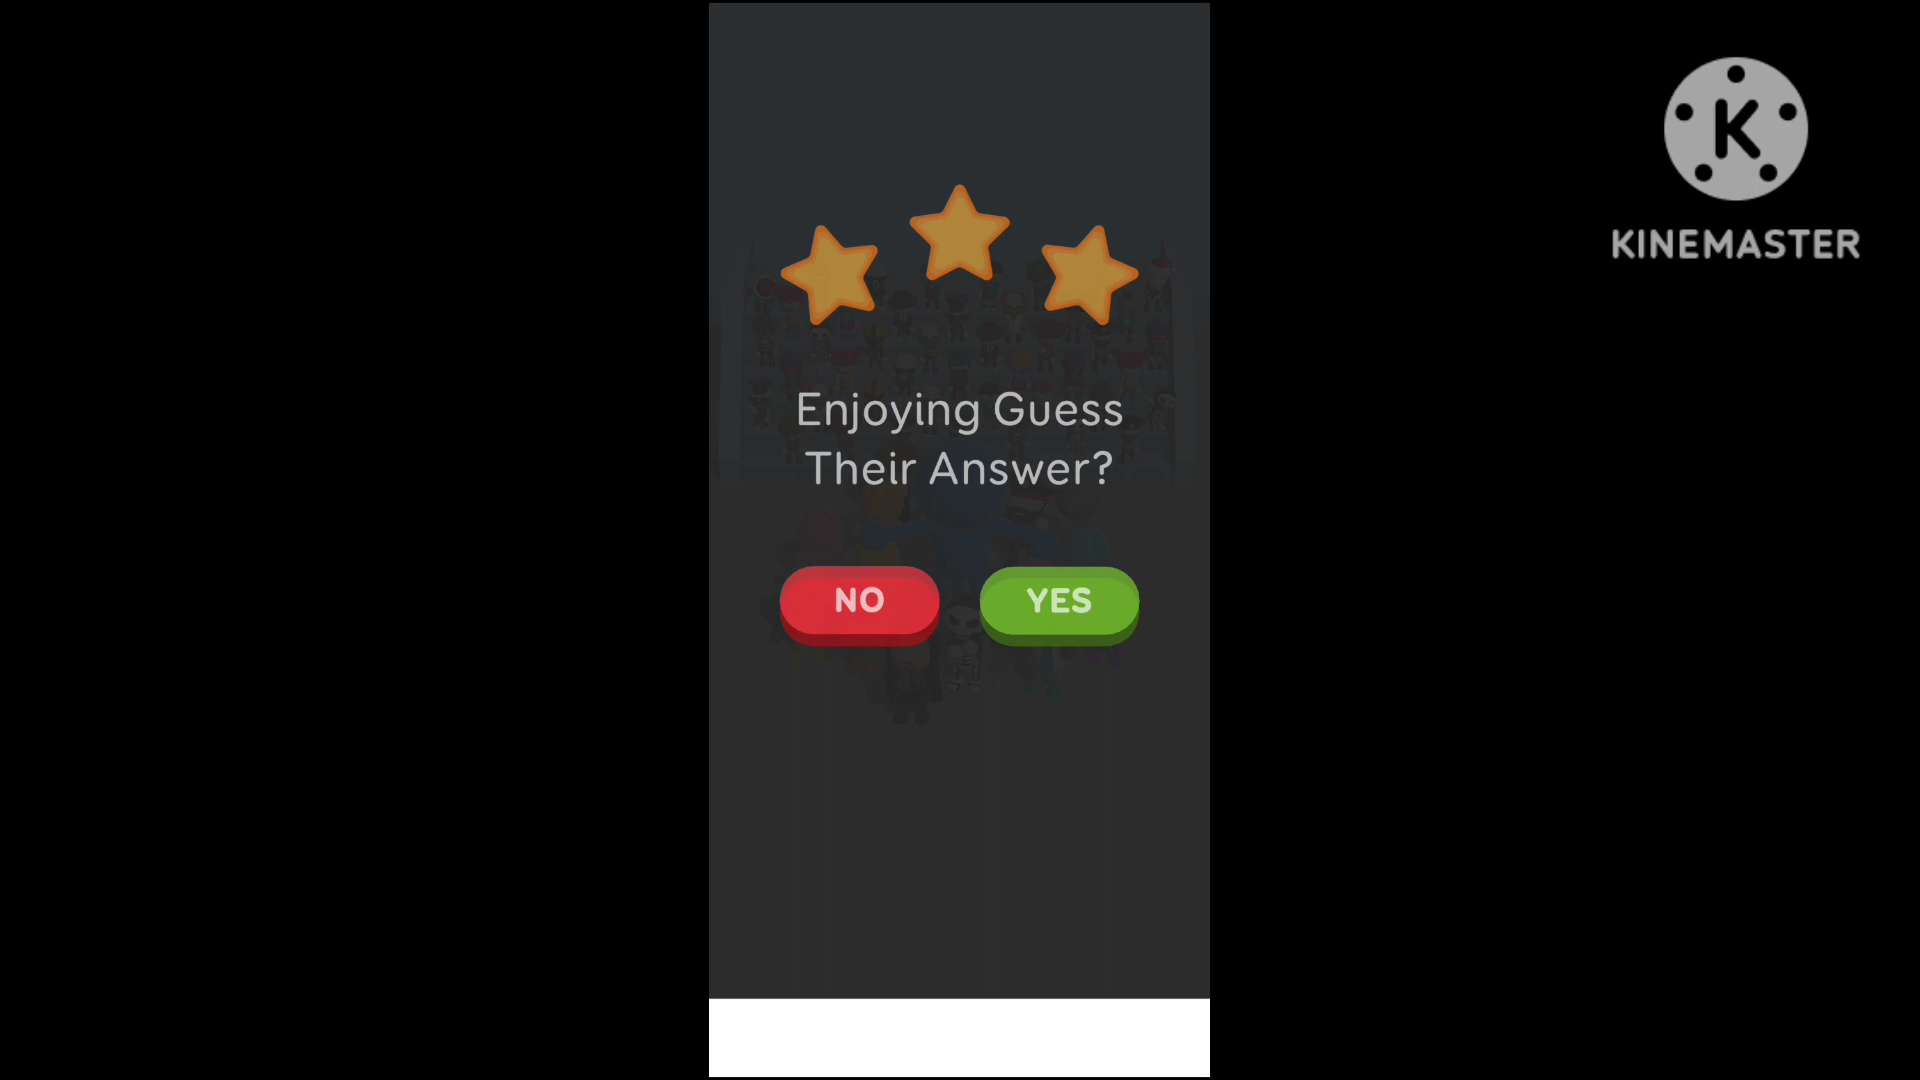 Enjoying Guess
Their Answer?
NO
YES
K
KINEMASTER